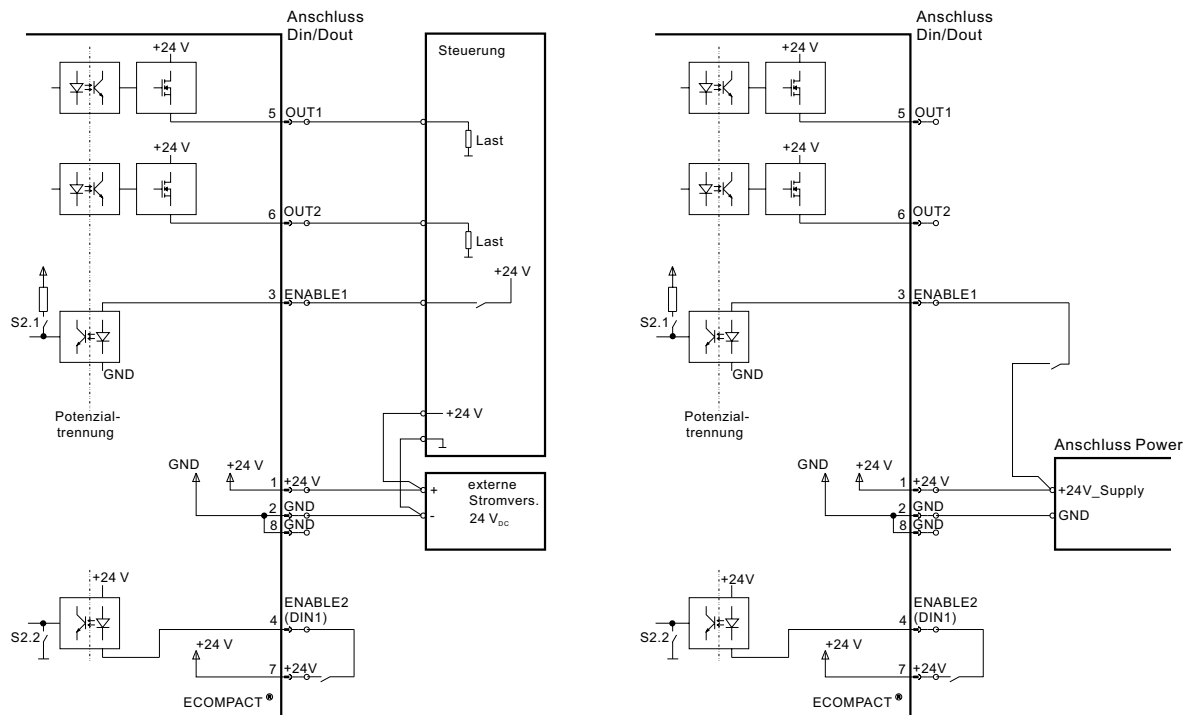 Anschluss
Din/Dout
Steuerung
+24 V
5 OUT1
Last
+24 V
6 OUT2
Last
+24 V
3 ENABLE1
S2.1
GND
Potenzial-
trennung
+24 V
GND
+24 V
1 +24 V
2 GND
8 GND
+
-
externe
Stromvers.
24 VDC
+24 V
S2.2
ENABLE2
4 (DIN1)
+24 V
7 +24V
ECOMPACT®
Anschluss
Din/Dout
+24 V
5 OUT1
+24 V
6 OUT2
3 ENABLE1
S2.1
GND
Potenzial-
trennung
Anschluss Power
GND
+24 V
1 +24 V
2 GND
8 GND
+24V_Supply
GND
+24V
S2.2
ENABLE2
4 (DIN1)
+24 V
7 +24V
ECOMPACT®